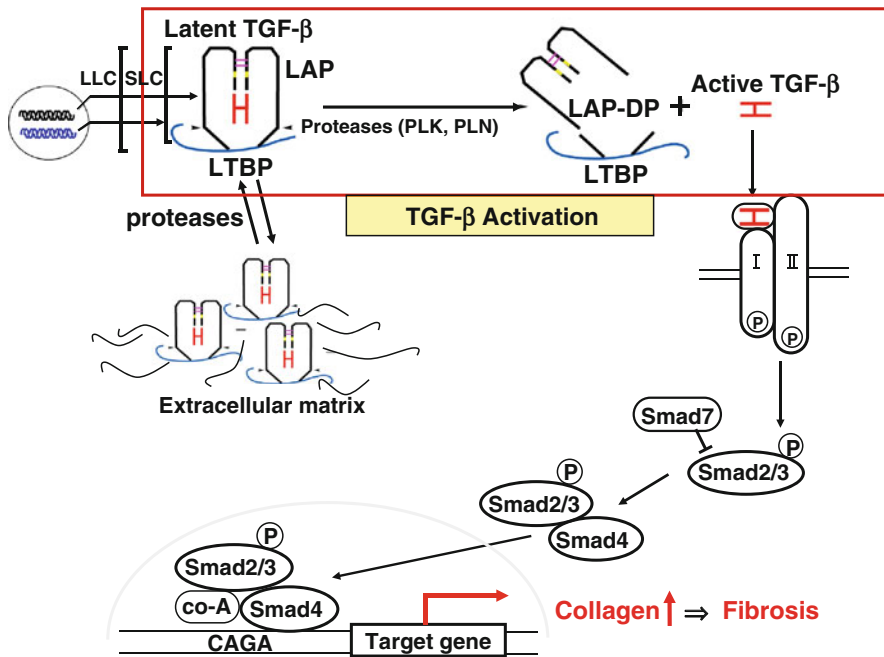 Latent TGF-β
LLC SLC
LAP
H
LTBP
Proteases (PLK, PLN)
LAP-DP + Active TGF-β
LTBP
TGF-β Activation
proteases
Extracellular matrix
I II
P
P
Smad7
P
Smad2/3
P
Smad2/3
Smad4
P
Smad2/3
co-A Smad4
CAGA
Target gene
Collagen ↑ ⇒ Fibrosis